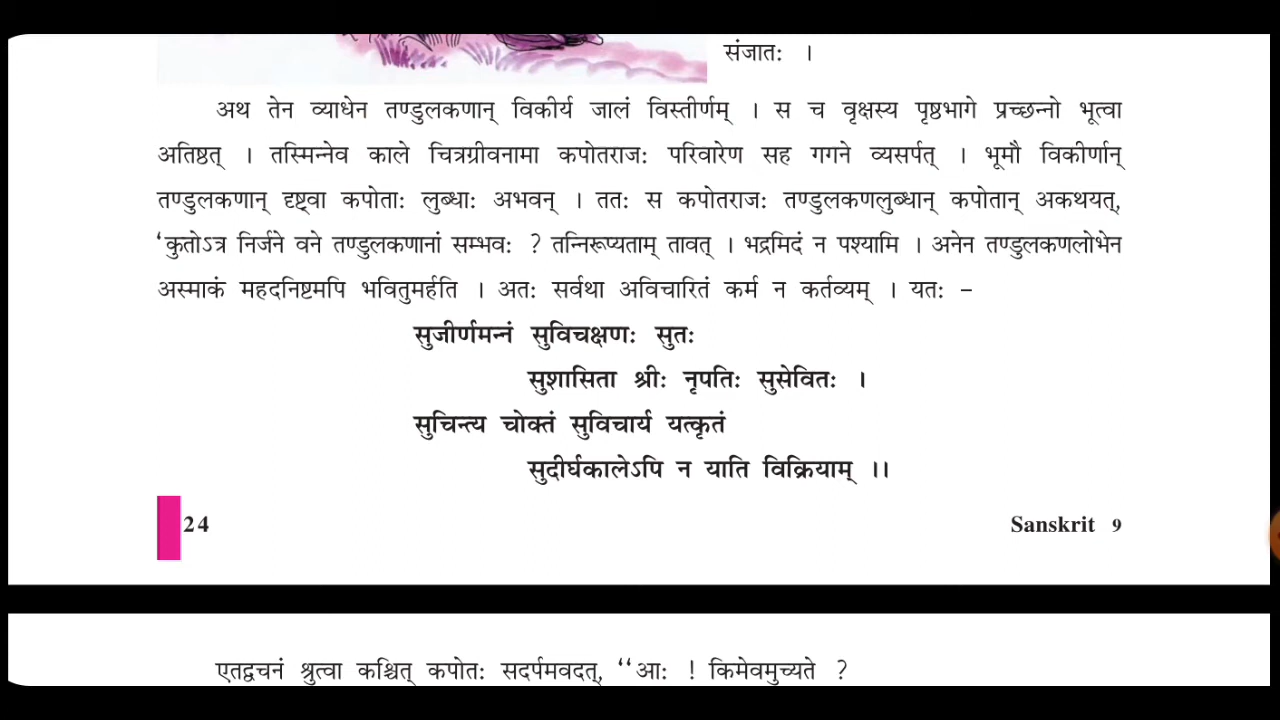 संजातः ।
अथ तेन व्याधेन तण्डुलकणान् विकीर्य जालं विस्तीर्णम् । स च वृक्षस्य पृष्ठभागे प्रच्छन्नो भूत्वा
अतिष्ठत् । तस्मिन्नेव काले चित्रग्रीवनामा कपोतराजः परिवारेण सह गगने व्यसर्पत् । भूमौ विकीर्णान्
तण्डुलकणान् दृष्ट्वा कपोताः लुब्धाः अभवन् । ततः स कपोतराजः तण्डुलकणलुब्धान् कपोतान् अकथयत्,
‘कुतोऽत्र निर्जने वने तण्डुलकणानां सम्भवः ? तन्निरूप्यताम् तावत् । भद्रमिदं न पश्यामि । अनेन तण्डुलकणलोभेन
अस्माकं महदनिष्टमपि भवितुमर्हति । अतः सर्वथा अविचारितं कर्म न कर्तव्यम् । यतः –
सुजीर्णमन्नं सुविचक्षणः सुतः
सुशासिता श्रीः नृपतिः सुसेवितः ।
सुचिन्त्य चोक्तं सुविचार्य यत्कृतं
सुदीर्घकालेऽपि न याति विक्रियाम् ।।
24
Sanskrit 9
एतद्वचनं श्रुत्वा कश्चित् कपोतः सदर्पमवदत्, “आः ! किमेवमुच्यते ?